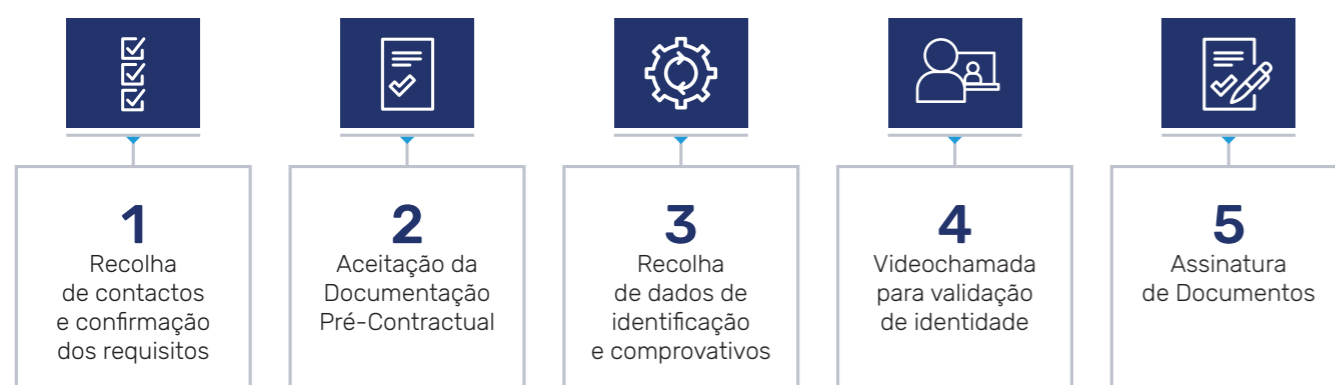 1
Recolha
de contactos
e confirmação
dos requisitos
2
Aceitação da
Documentação
Pré-Contractual
3
Recolha
de dados de
identificação
e comprovativos
4
Videochamada
para validação
de identidade
5
Assinatura
de Documentos